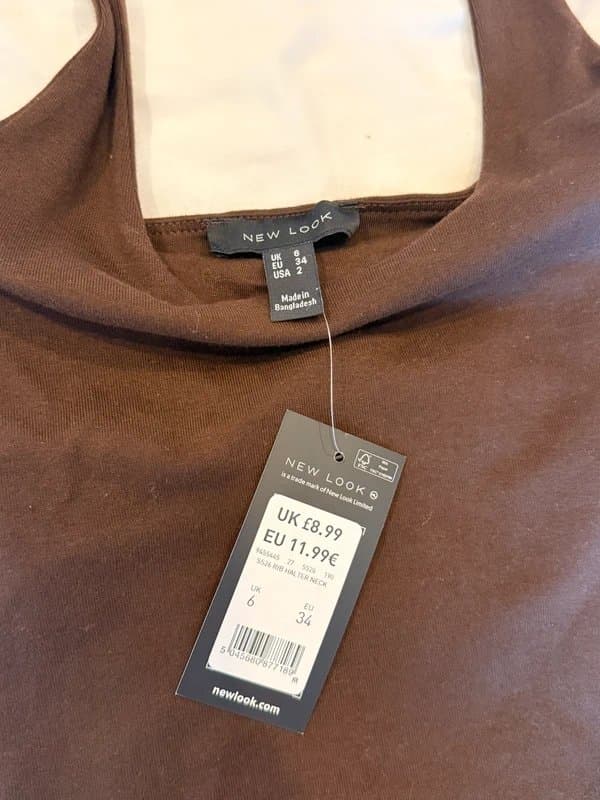 NEW LOOK
UK 6
EU 34
USA 2
Made in
Bangladesh
NEW LOOK
is a trade mark of New Look Limited
FSC
UK £8.99
EU 11.99€
SS26 RIB HALTER NECK
UK EU
6 34
newlook.com